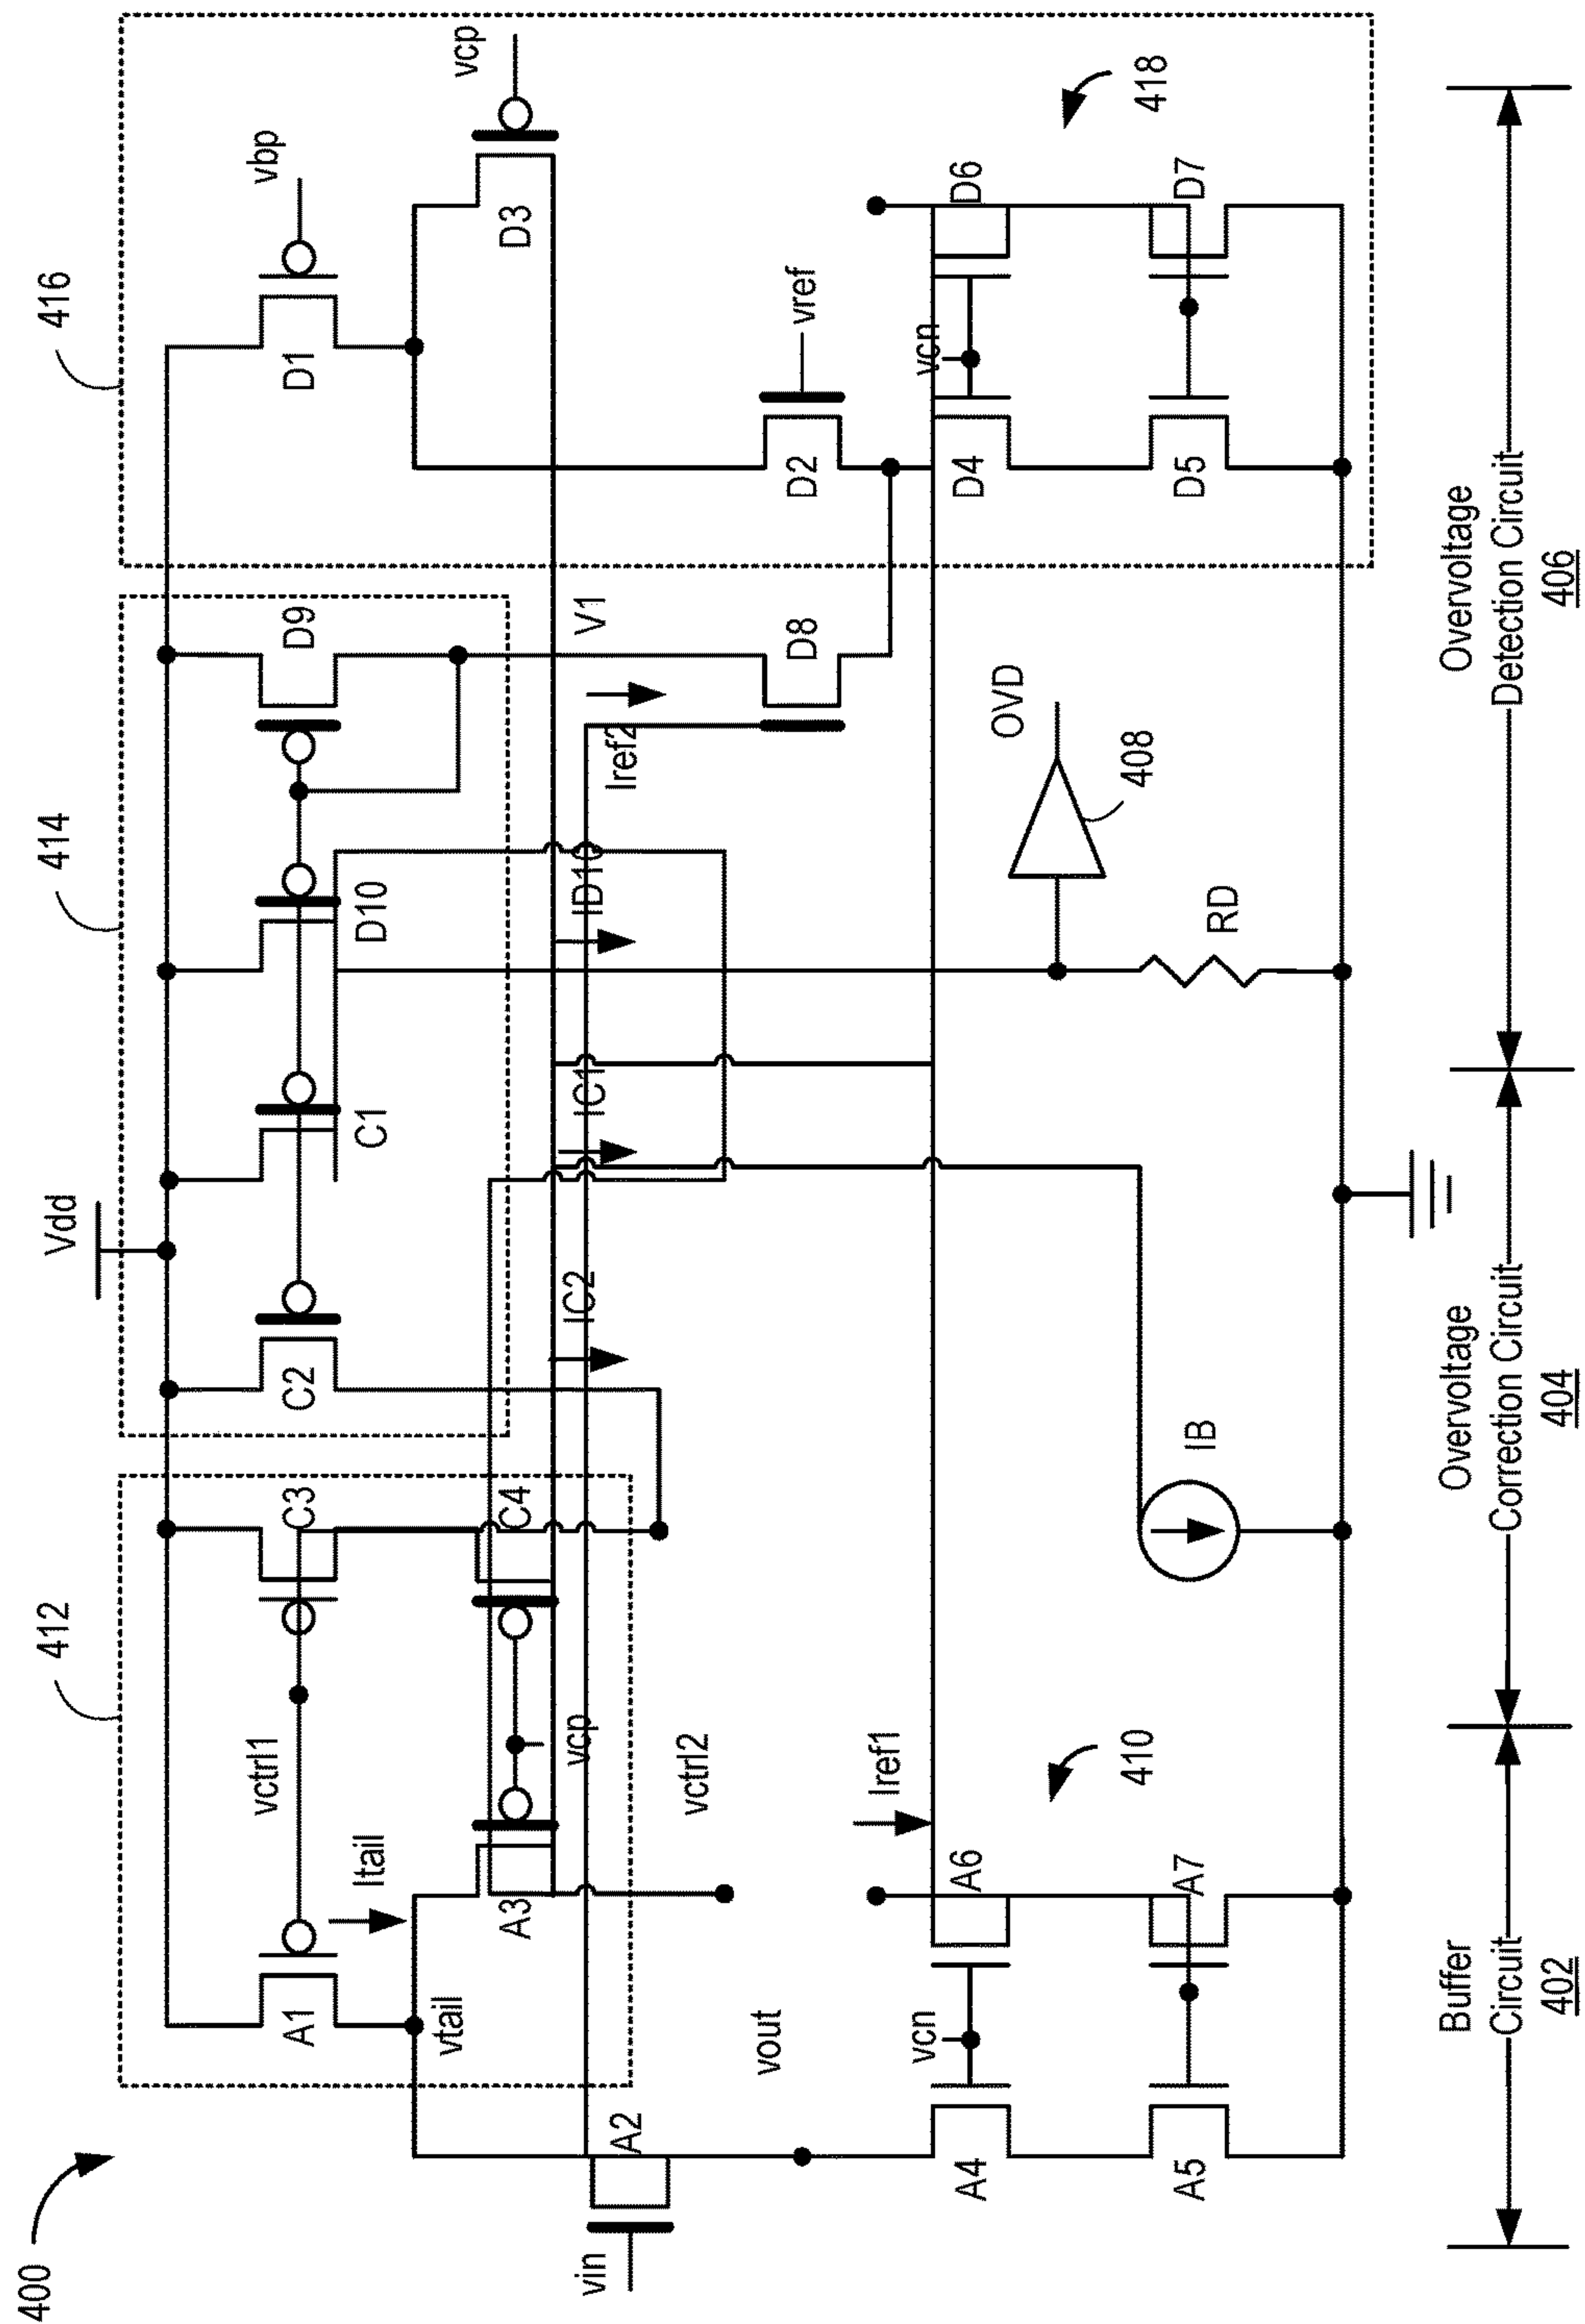 400
412
414
416
Vdd
vbp
vcp
vctrl1
C3
C2
C1
D10
D9
D1
A1
Itail
vtail
A3
C4
vcp
D3
IC2
IC1
ID10
V1
Iref2
vin
A2
vctrl2
D8
D2
vref
vout
Iref1
OVD
408
vcn
A4
A6
vcn
D4
D6
410
418
A5
A7
IB
RD
D5
D7
Buffer
Circuit
402
Overvoltage
Correction Circuit
404
Overvoltage
Detection Circuit
406